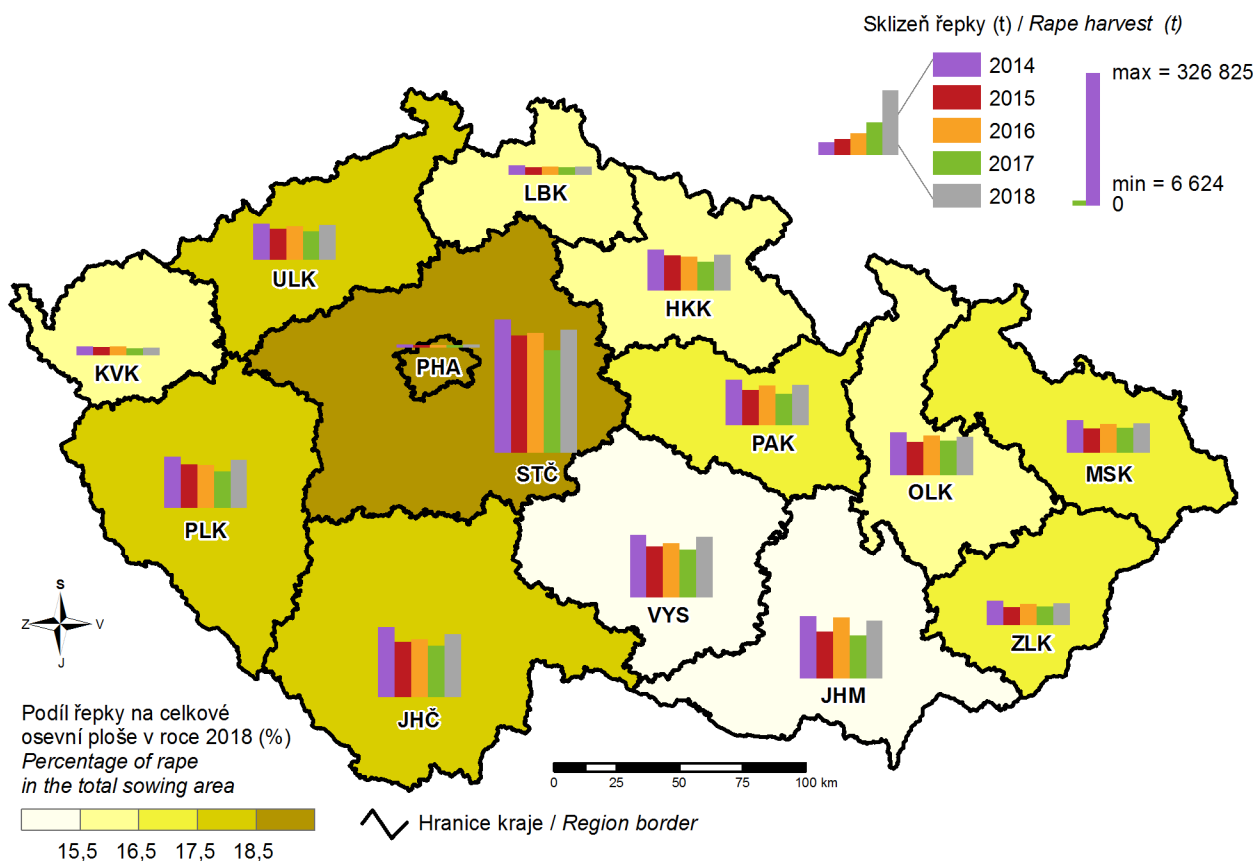 Sklizeň řepky (t) / Rape harvest (t)
2014
2015
2016
2017
2018
max = 326 825
min = 6 624
0
LBK
ULK
HKK
KVK
PHA
STČ
PAK
OLK
MSK
PLK
VYS
ZLK
JHČ
JHM
S
Z
V
J
Podíl řepky na celkové
osevní ploše v roce 2018 (%)
Percentage of rape
in the total sowing area
15,5 16,5 17,5 18,5
Hranice kraje / Region border
0 25 50 75 100 km